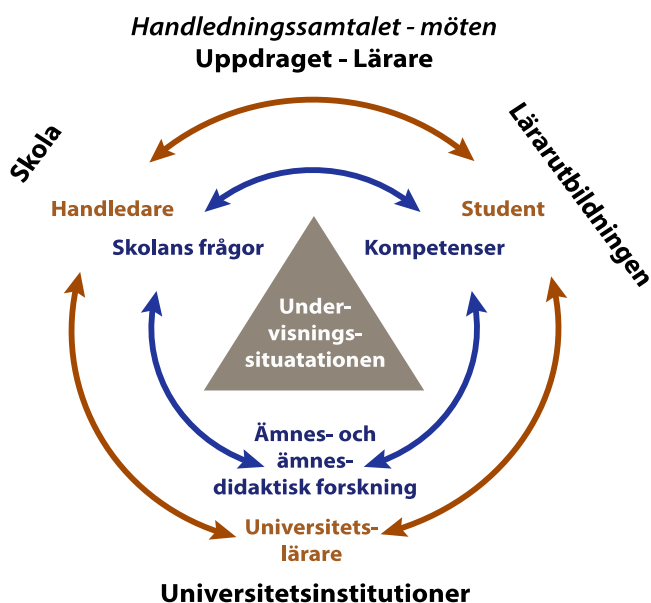 Handledningssamtalet - möten
Uppdraget - Lärare
Skola
Lärarutbildningen
Handledare
Student
Skolans frågor
Kompetenser
Under-
visnings-
situatationen
Ämnes- och
ämnes-
didaktisk forskning
Universitets-
lärare
Universitetsinstitutioner